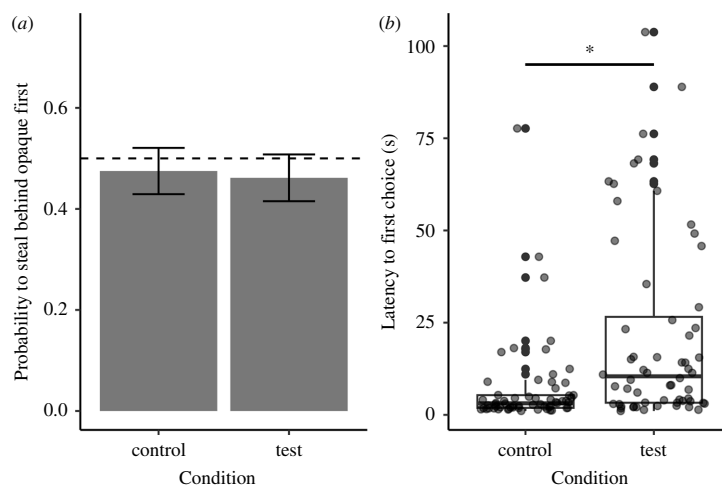 (a)
Probability to steal behind opaque first
0.6
0.4
0.2
0.0
control
test
Condition
(b)
Latency to first choice (s)
100
75
50
25
0
*
control
test
Condition